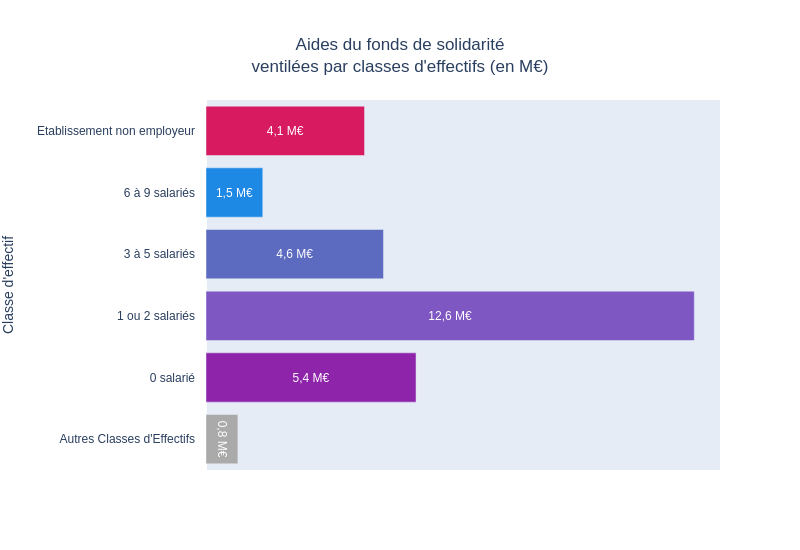 Aides du fonds de solidarité
ventilées par classes d'effectifs (en M€)
Classe d'effectif
Etablissement non employeur
4,1 M€
6 à 9 salariés
1,5 M€
3 à 5 salariés
4,6 M€
1 ou 2 salariés
12,6 M€
0 salarié
5,4 M€
Autres Classes d'Effectifs
0,8 M€